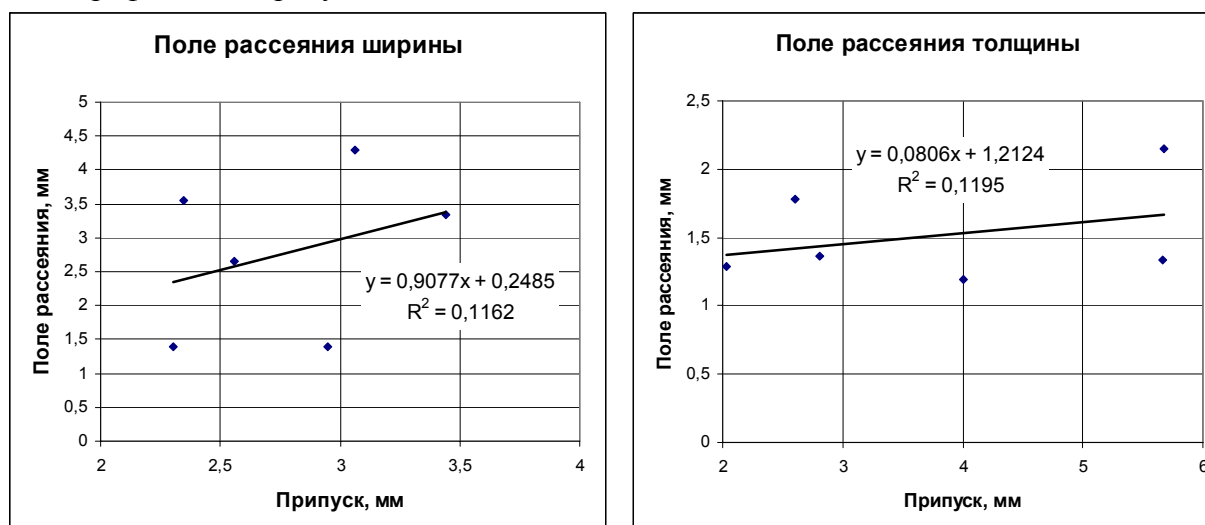 Поле рассеяния ширины
Поле рассеяния, мм
5
4,5
4
3,5
3
2,5
2
1,5
1
0,5
0
y = 0,9077x + 0,2485
R² = 0,1162
2
2,5
3
3,5
4
Припуск, мм
Поле рассеяния толщины
Поле рассеяния, мм
2,5
2
1,5
1
0,5
0
y = 0,0806x + 1,2124
R² = 0,1195
2
3
4
5
6
Припуск, мм